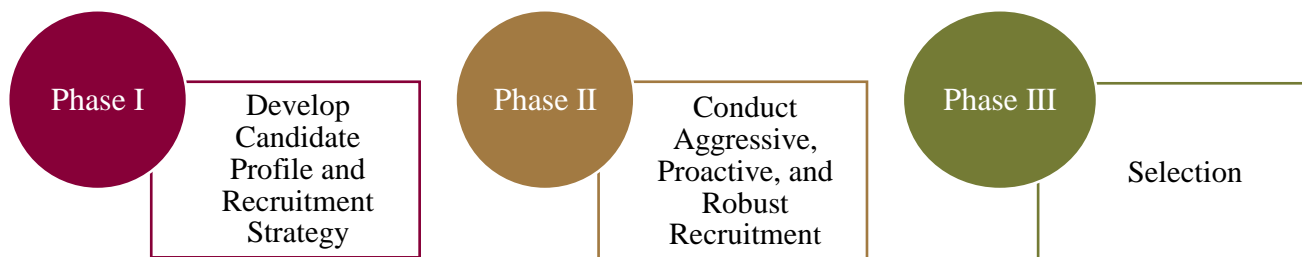 Phase I
Develop
Candidate
Profile and
Recruitment
Strategy
Phase II
Conduct
Aggressive,
Proactive, and
Robust
Recruitment
Phase III
Selection